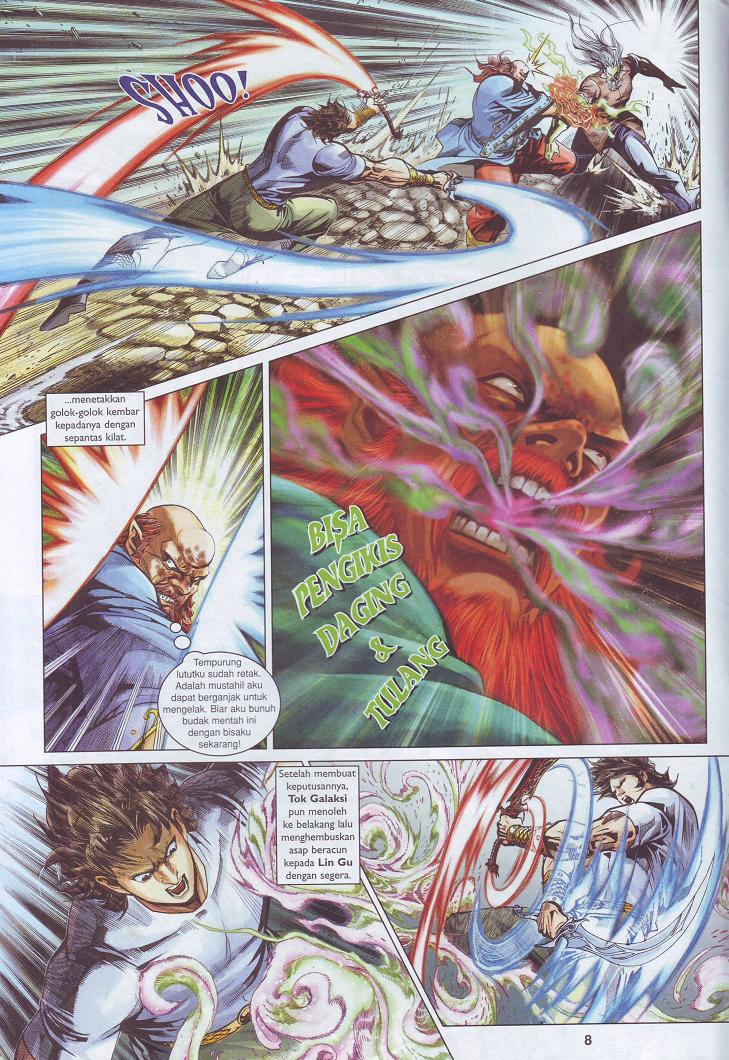 SHOO!
...menetakkan
golok-golok kembar
kepadanya dengan
sepantas kilat.
Tempurung
lututku sudah retak.
Adalah mustahil aku
dapat berganjak untuk
mengelak. Biar aku bunuh
budak mentah ini
dengan bisaku
sekarang!
BISA
PENGIKIS
DAGING
&
TULANG
Setelah membuat
keputusannya,
Tok Galaksi
pun menoleh
ke belakang lalu
menghembuskan
asap beracun
kepada Lin Gu
dengan segera.
8